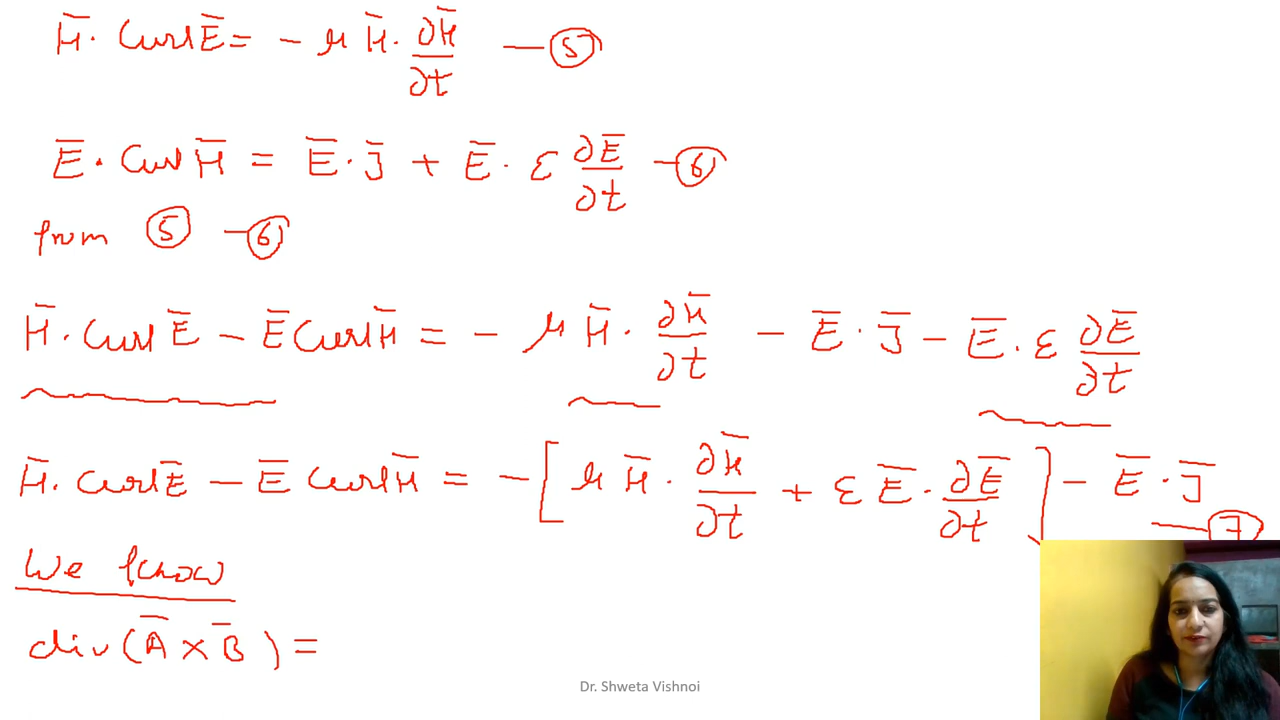 H̄ · Curl Ē = − μ H̄ · ∂H̄/∂t — ⑤
Ē · Curl H̄ = Ē · J̄ + Ē · ε ∂Ē/∂t — ⑥
from ⑤ – ⑥
H̄ · Curl Ē − Ē Curl H̄ = − μ H̄ · ∂H̄/∂t − Ē · J̄ − Ē · ε ∂Ē/∂t
H̄ · Curl Ē − Ē Curl H̄ = −[μ H̄ · ∂H̄/∂t + ε Ē · ∂Ē/∂t] − Ē · J̄ — ⑦
We know
div(Ā × B̄) =
Dr. Shweta Vishnoi